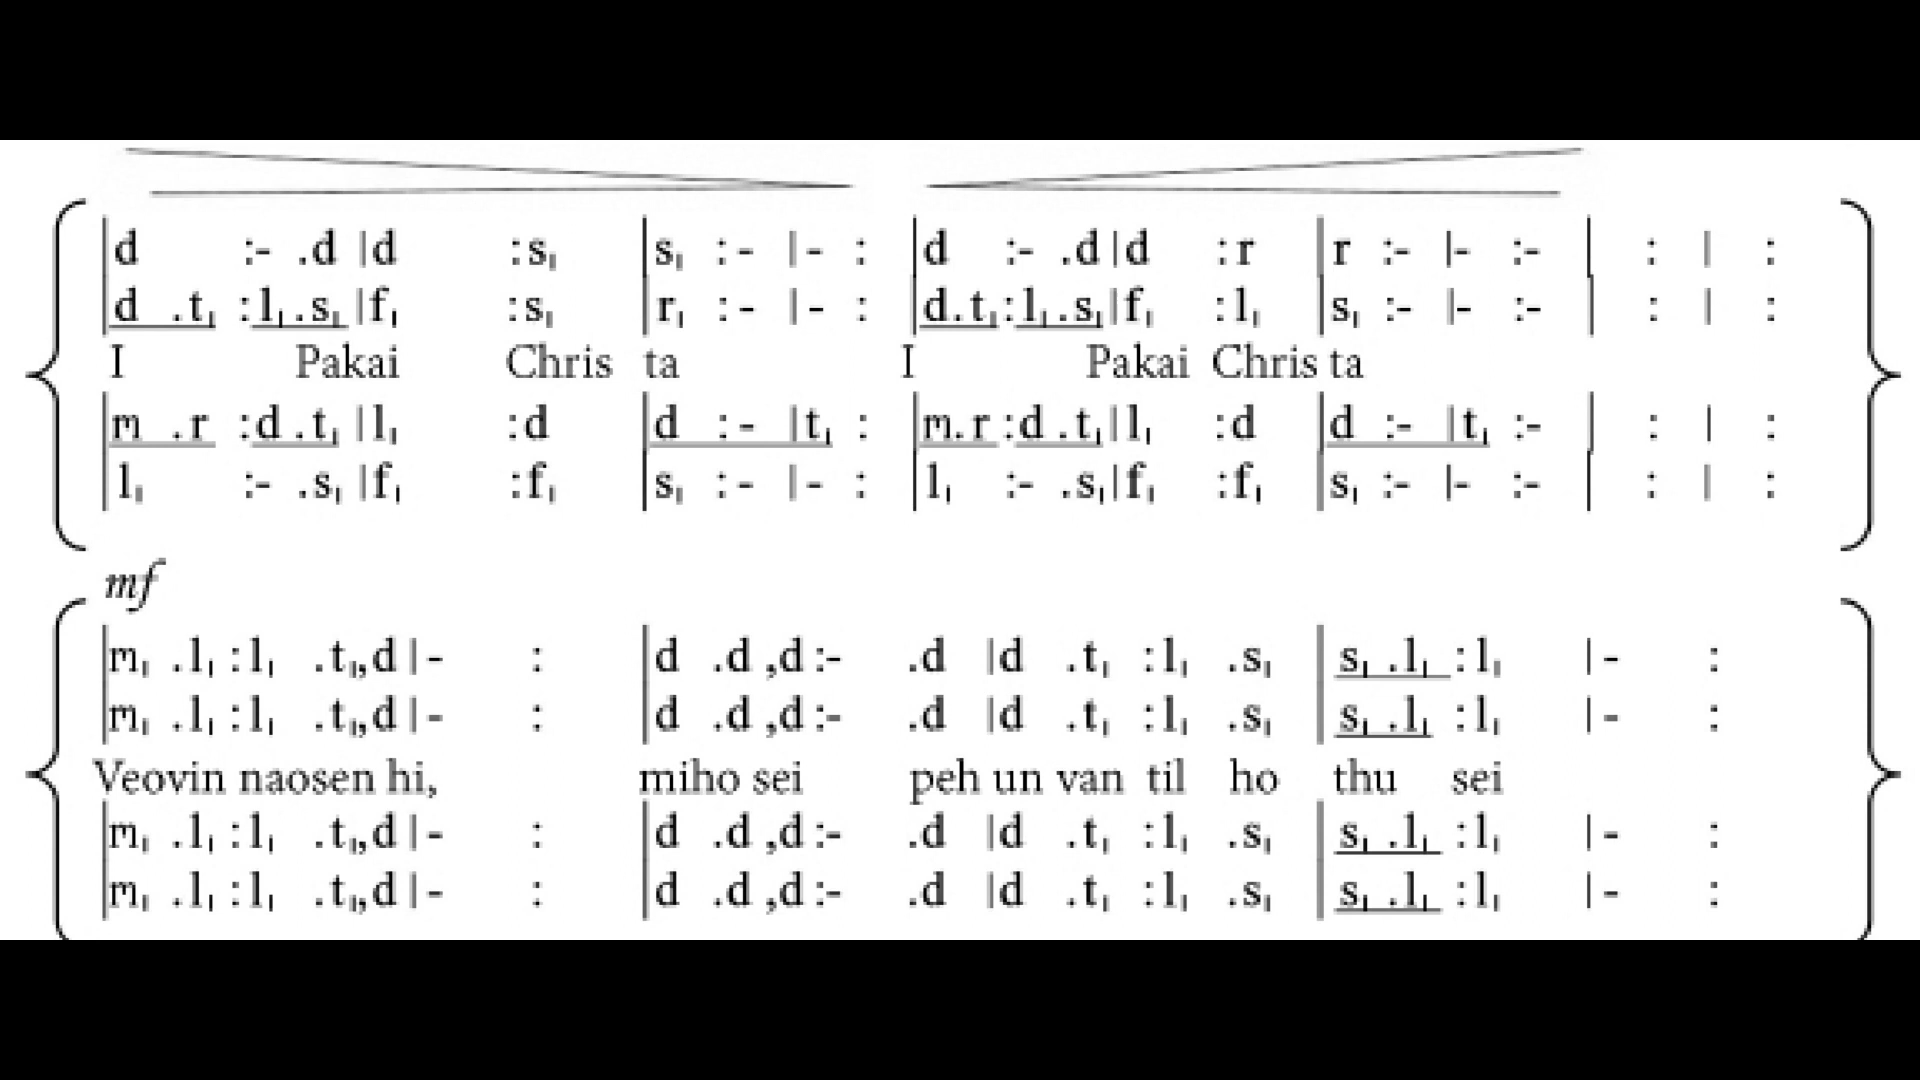 |d :- .d |d :s₁ |s₁ :- |- : |d :- .d |d :r |r :- |- :- | : | :
|d .t₁ :l₁ .s₁ |f₁ :s₁ |r₁ :- |- : |d .t₁ :l₁ .s₁ |f₁ :l₁ |s₁ :- |- :- | : | :
I Pakai Chris ta I Pakai Chris ta
|m .r :d .t₁ |l₁ :d |d :- |t₁ : |m .r :d .t₁ |l₁ :d |d :- |t₁ :- | : | :
|l₁ :- .s₁ |f₁ :f₁ |s₁ :- |- : |l₁ :- .s₁ |f₁ :f₁ |s₁ :- |- :- | : | :
mf
|m₁ .l₁ :l₁ .t₁,d |- : |d .d ,d :- .d |d .t₁ :l₁ .s₁ |s₁ .l₁ :l₁ |- :
|m₁ .l₁ :l₁ .t₁,d |- : |d .d ,d :- .d |d .t₁ :l₁ .s₁ |s₁ .l₁ :l₁ |- :
Veovin naosen hi, miho sei peh un van til ho thu sei
|m₁ .l₁ :l₁ .t₁,d |- : |d .d ,d :- .d |d .t₁ :l₁ .s₁ |s₁ .l₁ :l₁ |- :
|m₁ .l₁ :l₁ .t₁,d |- : |d .d ,d :- .d |d .t₁ :l₁ .s₁ |s₁ .l₁ :l₁ |- :